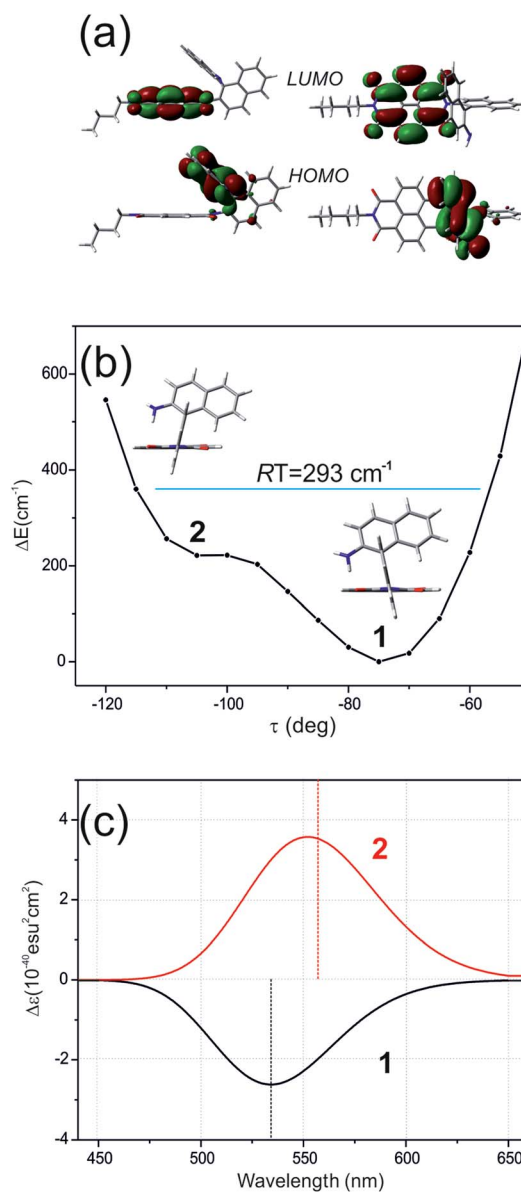 (a)
LUMO
HOMO
(b)
600
400
200
0
ΔE(cm⁻¹)
RT=293 cm⁻¹
2
1
-120 -100 -80 -60
τ (deg)
(c)
4
2
0
-2
-4
Δε(10⁻⁴⁰esu²cm²)
2
1
450 500 550 600 650
Wavelength (nm)